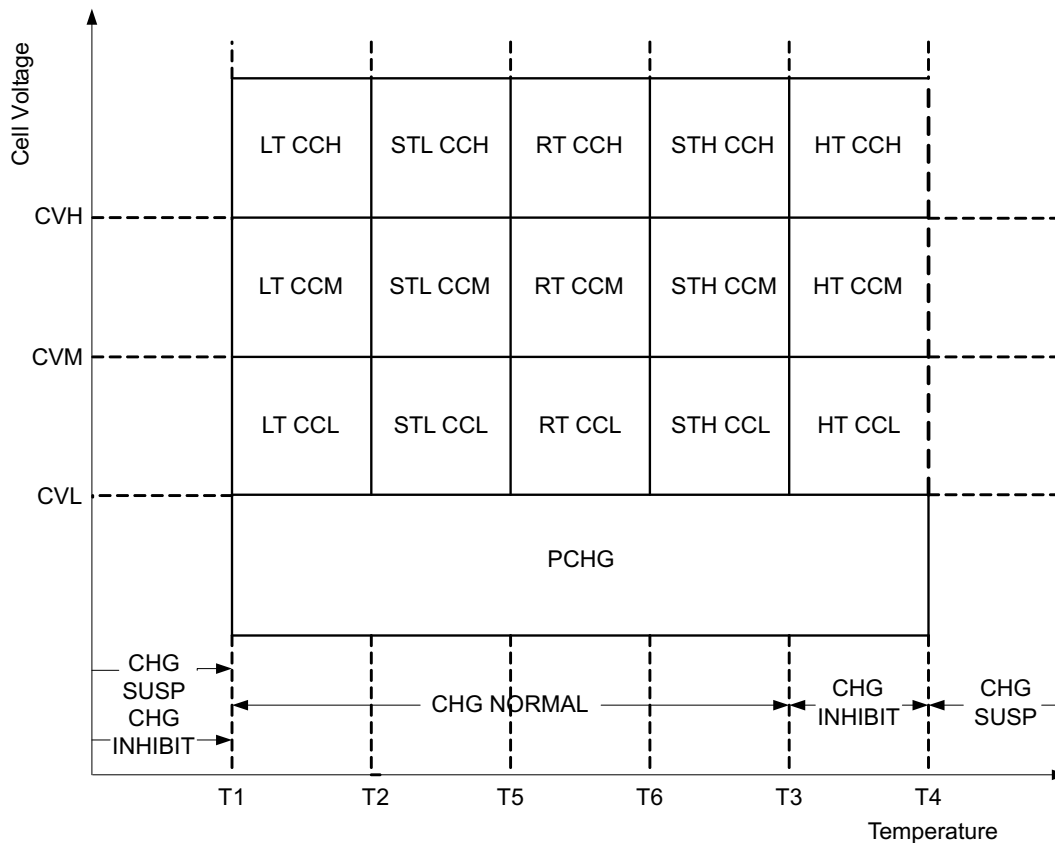 Cell Voltage
LT CCH STL CCH RT CCH STH CCH HT CCH
CVH
LT CCM STL CCM RT CCM STH CCM HT CCM
CVM
LT CCL STL CCL RT CCL STH CCL HT CCL
CVL
PCHG
CHG
SUSP
CHG
INHIBIT
CHG NORMAL
CHG
INHIBIT
CHG
SUSP
T1 T2 T5 T6 T3 T4
Temperature